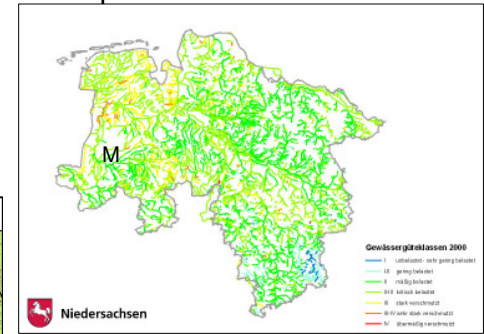 M
Gewässergüteklassen 2000
I unbelastet- sehr gering belastet
I-II gering belastet
II mäßig belastet
II-III kritisch belastet
III stark verschmutzt
III-IV sehr stark verschmutzt
IV übermäßig verschmutzt
Niedersachsen